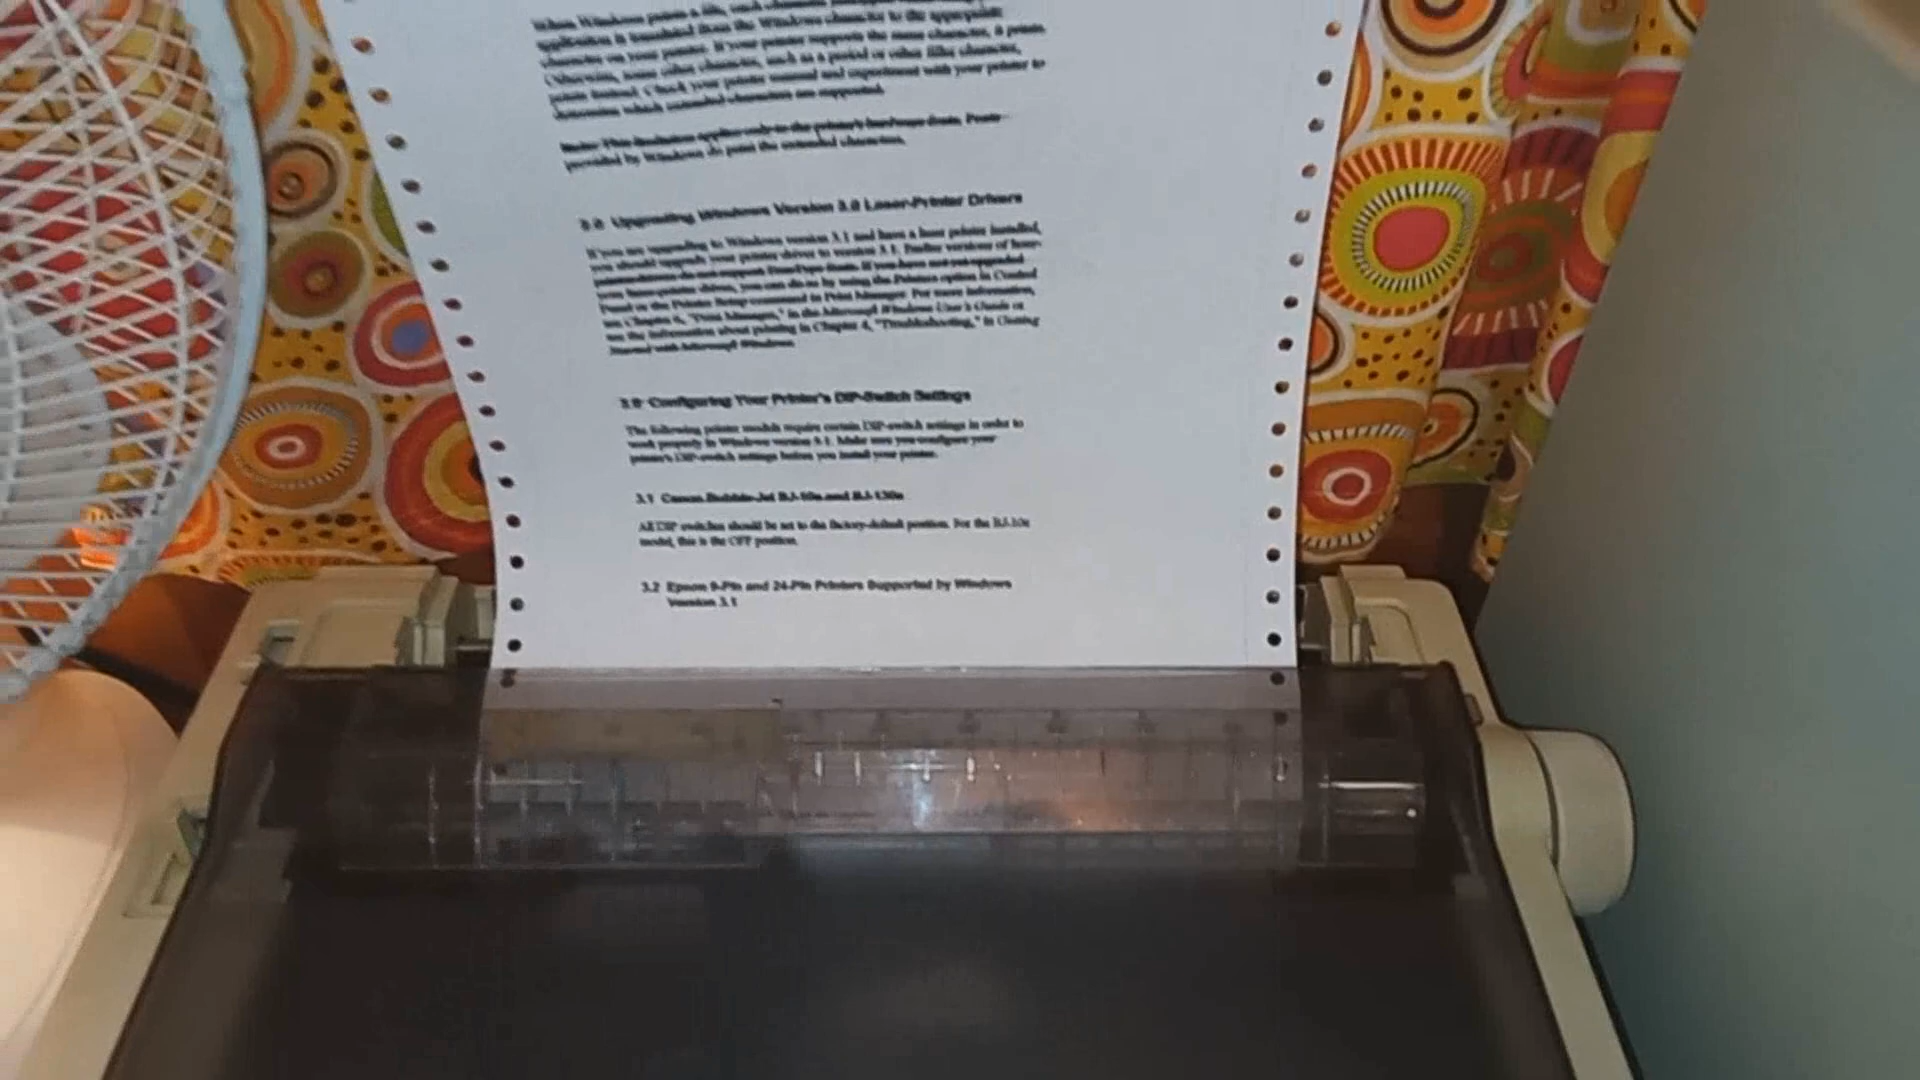 When Windows prints a file, each character
application is translated from the Windows character to the appropriate
character on your printer. If your printer supports the same character, it prints.
Otherwise, some other character, such as a period or other filler character,
prints instead. Check your printer manual and experiment with your printer to
determine which extended characters are supported.
Note: This limitation applies only to the printer's hardware fonts. Fonts
provided by Windows do print the extended characters.
Upgrading Windows Version 3.0 Laser-Printer Drivers
If you are upgrading to Windows version 3.1 and have a laser printer installed,
you should upgrade your printer driver to version 3.1. Earlier versions of laser-
do not support TrueType fonts. If you have not yet upgraded
your laser-printer driver, you can do so by using the Printers option in Control
Panel or the Printer Setup command in Print Manager. For more information,
see Chapter 6, "Print Manager," in the Microsoft Windows User's Guide or
see the information about printing in Chapter 4, "Troubleshooting," in Getting
Started with Microsoft Windows.
3.0 Configuring Your Printer's DIP-Switch Settings
The following printer models require certain DIP-switch settings in order to
work properly in Windows version 3.1. Make sure you configure your
printer's DIP-switch settings before you install your printer.
3.1 Canon Bubble-Jet BJ-10e and BJ-130e
All DIP switches should be set to the factory-default position. For the BJ-10e
model, this is the OFF position.
3.2 Epson 9-Pin and 24-Pin Printers Supported by Windows
Version 3.1